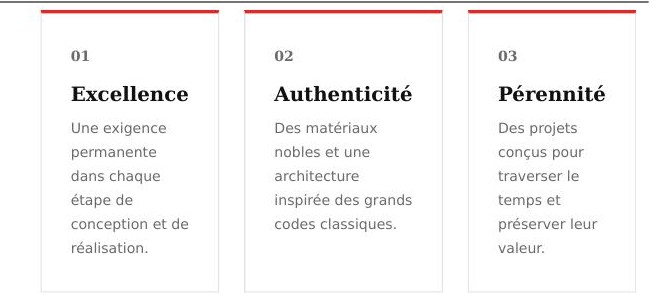 01
Excellence
Une exigence
permanente
dans chaque
étape de
conception et de
réalisation.
02
Authenticité
Des matériaux
nobles et une
architecture
inspirée des grands
codes classiques.
03
Pérennité
Des projets
conçus pour
traverser le
temps et
préserver leur
valeur.